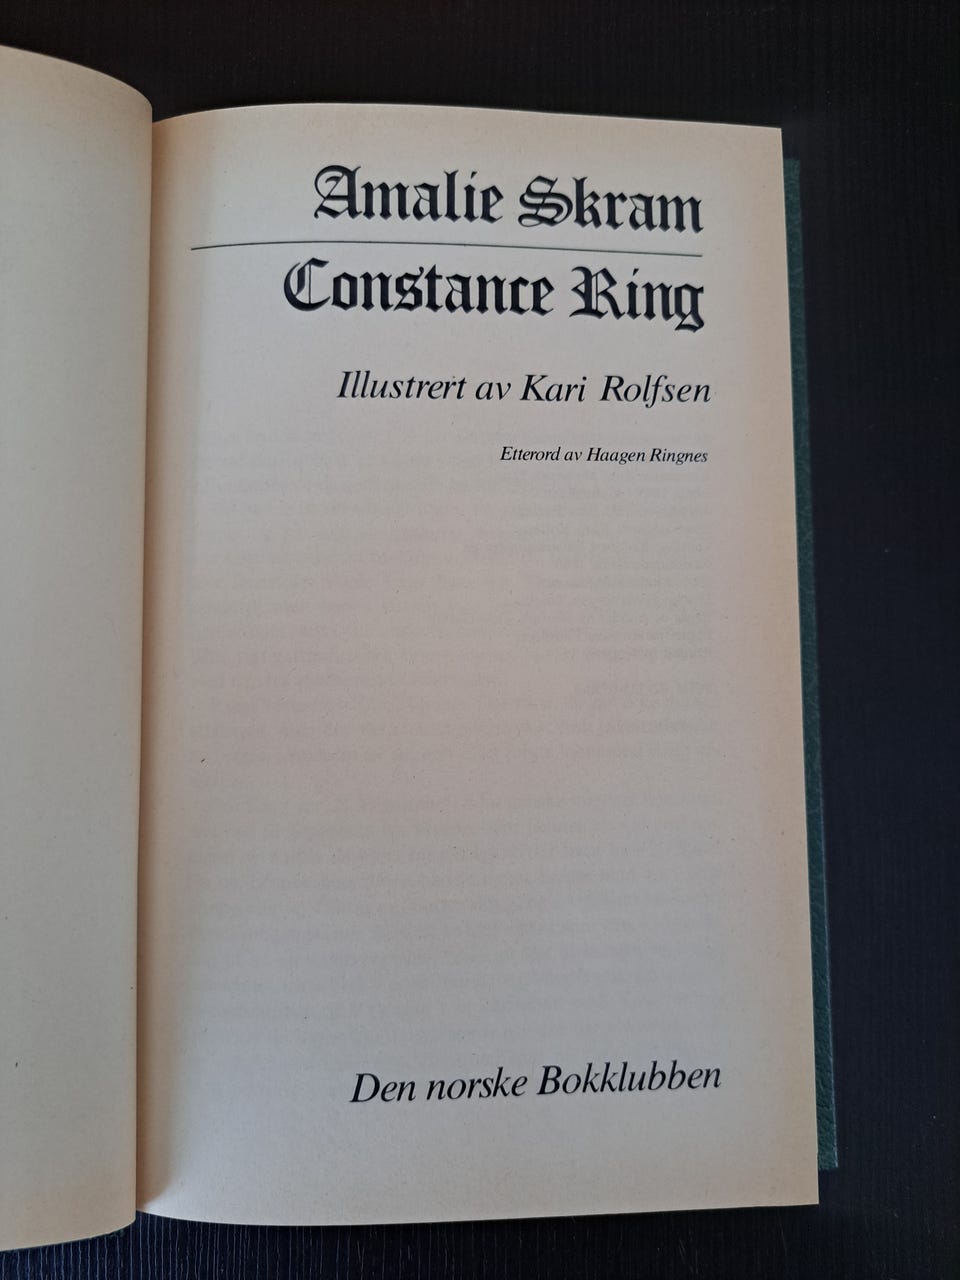 Amalie Skram
Constance Ring
Illustrert av Kari Rolfsen
Etterord av Haagen Ringnes
Den norske Bokklubben